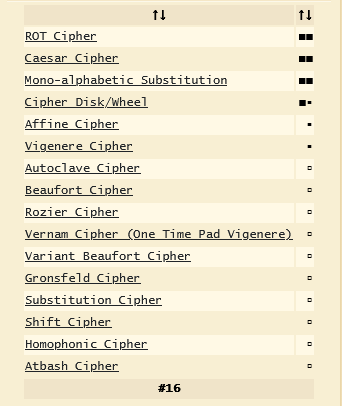 ↑↓ ↑↓
ROT Cipher ■■
Caesar Cipher ■■
Mono-alphabetic Substitution ■■
Cipher Disk/Wheel ■▪
Affine Cipher ▪
Vigenere Cipher ▪
Autoclave Cipher ▫
Beaufort Cipher ▫
Rozier Cipher ▫
Vernam Cipher (One Time Pad Vigenere) ▫
Variant Beaufort Cipher ▫
Gronsfeld Cipher ▫
Substitution Cipher ▫
Shift Cipher ▫
Homophonic Cipher ▫
Atbash Cipher ▫
#16